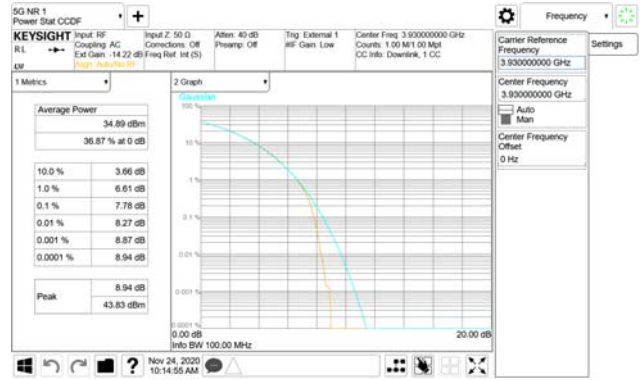 5G NR 1
Power Stat CCDF
Frequency
KEYSIGHT
RL
Input: RF
Coupling: AC
Ext Gain: -14.22 dB
Align: Auto/No RF
Input Z: 50 Ω
Corrections: Off
Freq Ref: Int (S)
Atten: 40 dB
Preamp: Off
Trig: External 1
#IF Gain: Low
Center Freq: 3.930000000 GHz
Counts: 1.00 M/1.00 Mpt
CC Info: Downlink, 1 CC
Carrier Reference
Frequency
3.930000000 GHz
Settings
Center Frequency
3.930000000 GHz
Auto
Man
Center Frequency
Offset
0 Hz
1 Metrics
Average Power
34.89 dBm
36.87 % at 0 dB
10.0 % 3.66 dB
1.0 % 6.61 dB
0.1 % 7.78 dB
0.01 % 8.27 dB
0.001 % 8.87 dB
0.0001 % 8.94 dB
Peak
8.94 dB
43.83 dBm
2 Graph
Gaussian
100 %
10 %
1 %
0.1 %
0.01 %
0.001 %
0.0001 %
0.00 dB
20.00 dB
Info BW 100.00 MHz
Nov 24, 2020
10:14:55 AM